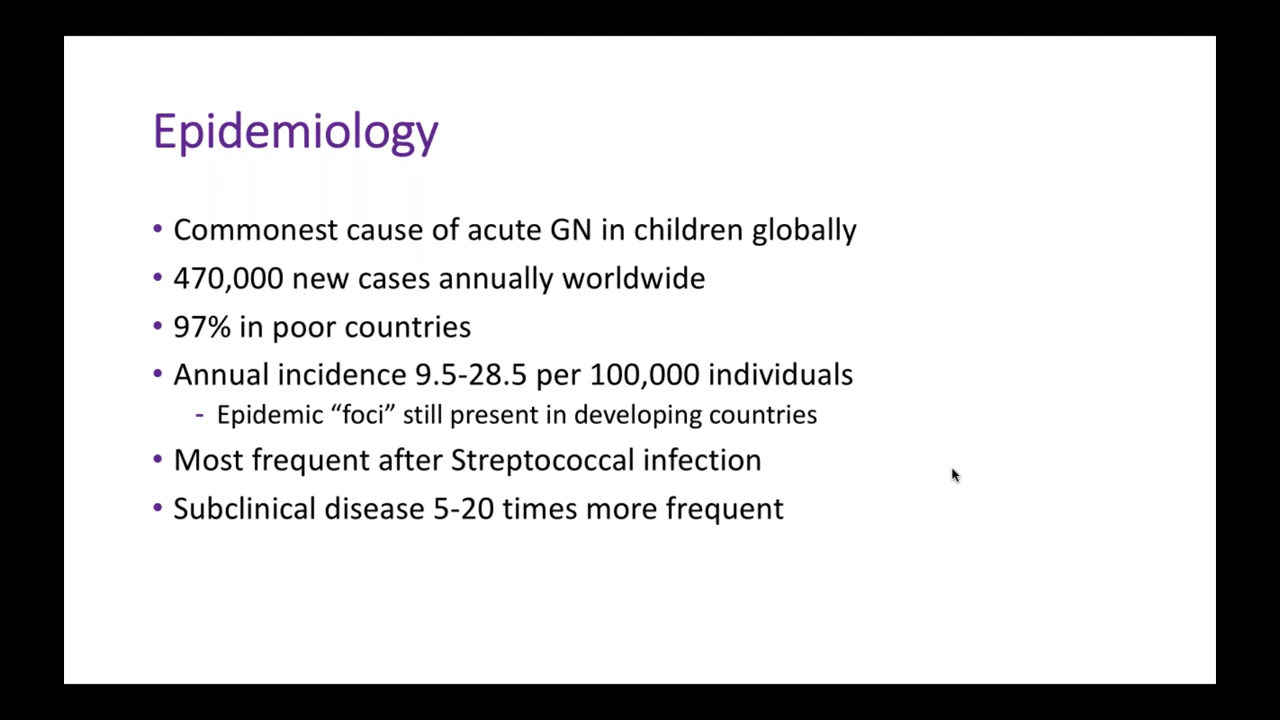 Epidemiology
• Commonest cause of acute GN in children globally
• 470,000 new cases annually worldwide
• 97% in poor countries
• Annual incidence 9.5-28.5 per 100,000 individuals
- Epidemic “foci” still present in developing countries
• Most frequent after Streptococcal infection
• Subclinical disease 5-20 times more frequent